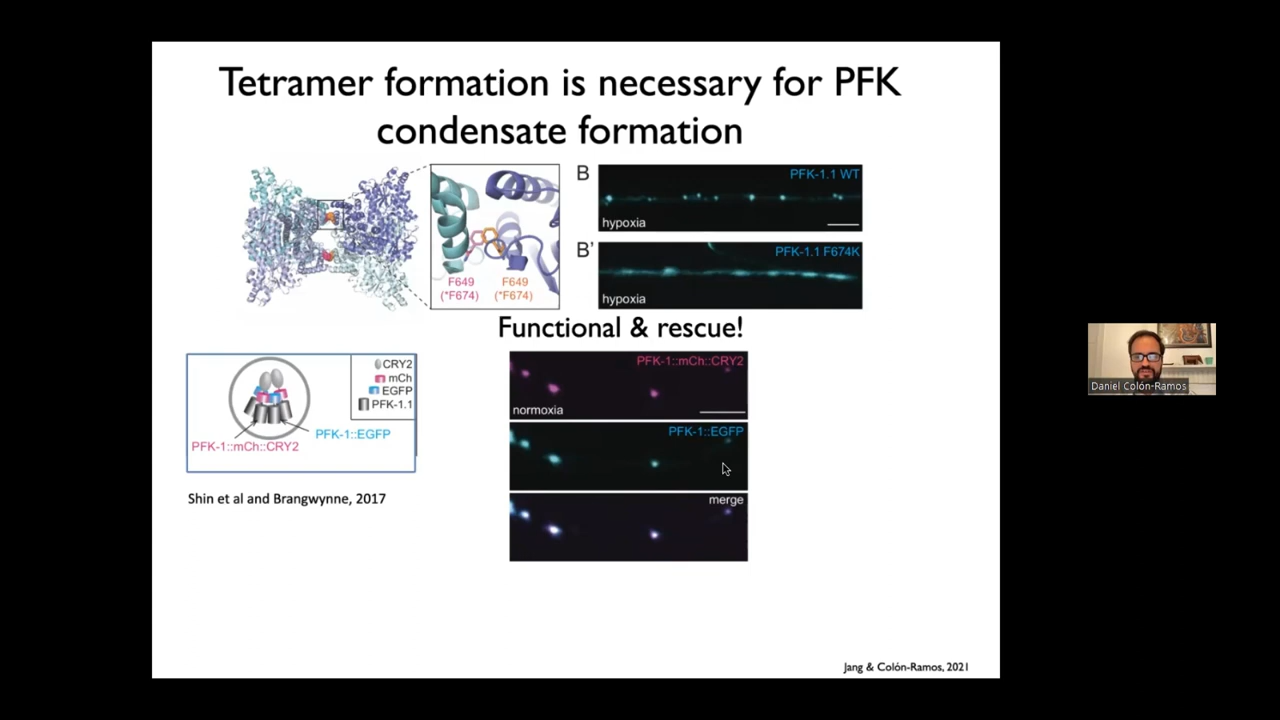 Tetramer formation is necessary for PFK
condensate formation
F649
(*F674)
F649
(*F674)
B
PFK-1.1 WT
hypoxia
B'
PFK-1.1 F674K
hypoxia
Functional & rescue!
CRY2
mCh
EGFP
PFK-1.1
PFK-1::EGFP
PFK-1::mCh::CRY2
Shin et al and Brangwynne, 2017
PFK-1::mCh::CRY2
normoxia
PFK-1::EGFP
merge
Daniel Colón-Ramos
Jang & Colón-Ramos, 2021